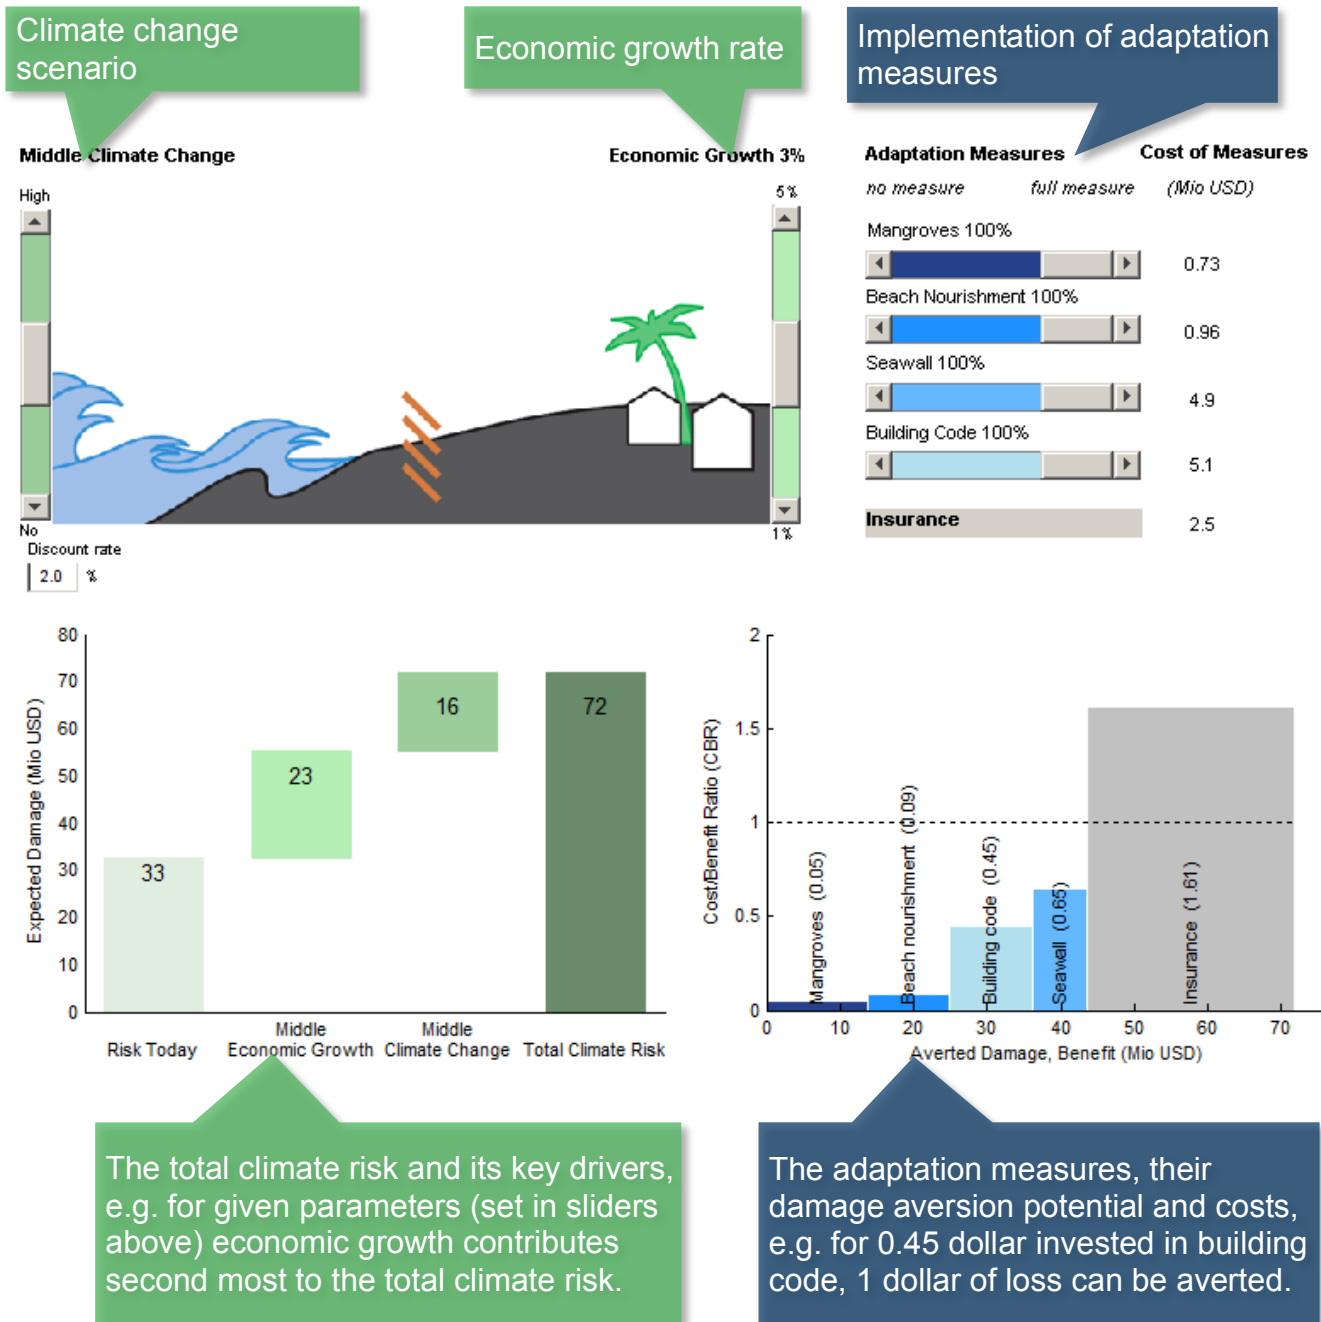 Climate change
scenario
Economic growth rate
Implementation of adaptation
measures
Middle Climate Change
Economic Growth 3%
Adaptation Measures
Cost of Measures
no measure
full measure
(Mio USD)
High
5 %
Mangroves 100%
0.73
Beach Nourishment 100%
0.96
Seawall 100%
4.9
Building Code 100%
5.1
Insurance
2.5
No
1 %
Discount rate
2.0 %
80
70
60
50
40
30
20
10
0
Expected Damage (Mio USD)
33
23
16
72
Risk Today
Middle
Economic Growth
Middle
Climate Change
Total Climate Risk
2
1.5
1
0.5
0
Cost/Benefit Ratio (CBR)
Mangroves (0.05)
Beach nourishment (0.09)
Building code (0.45)
Seawall (0.65)
Insurance (1.61)
0 10 20 30 40 50 60 70
Averted Damage, Benefit (Mio USD)
The total climate risk and its key drivers,
e.g. for given parameters (set in sliders
above) economic growth contributes
second most to the total climate risk.
The adaptation measures, their
damage aversion potential and costs,
e.g. for 0.45 dollar invested in building
code, 1 dollar of loss can be averted.